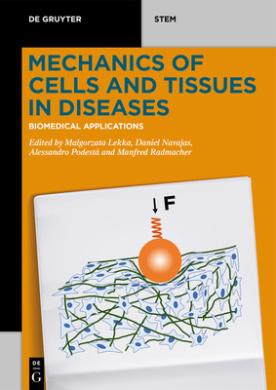 DE GRUYTER
STEM
MECHANICS OF
CELLS AND TISSUES
IN DISEASES
BIOMEDICAL APPLICATIONS
Edited by Malgorzata Lekka, Daniel Navajas,
Alessandro Podestà and Manfred Radmacher
F
DE
G